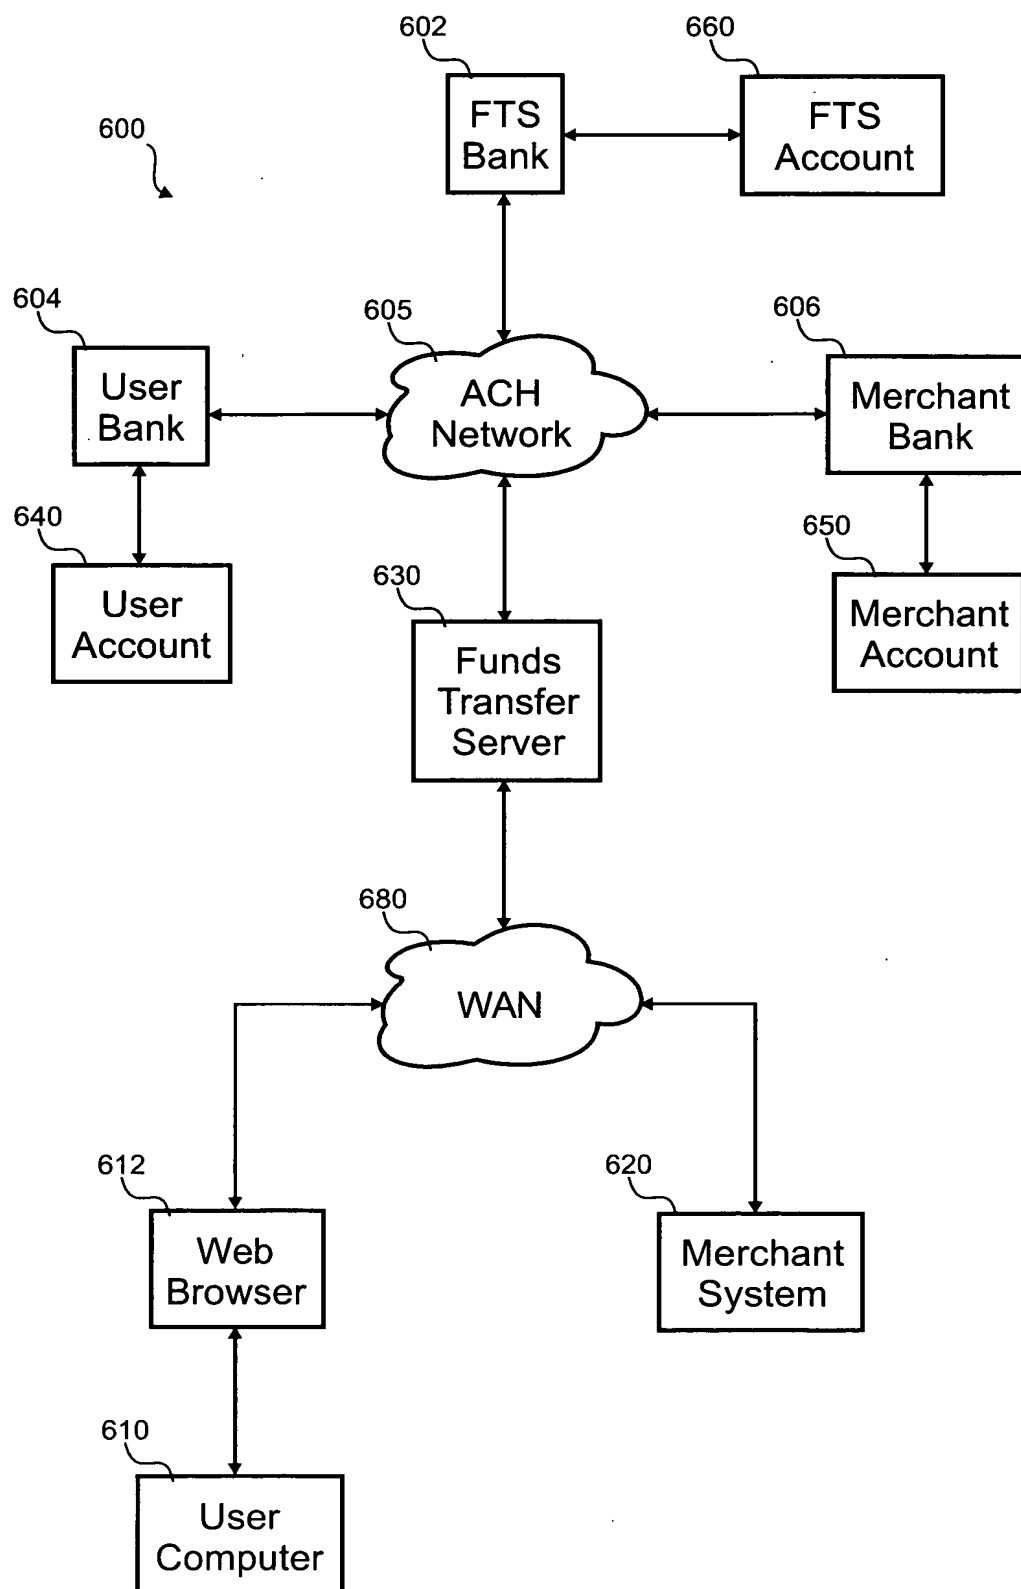 602
660
FTS
Bank
FTS
Account
600
604
605
606
User
Bank
ACH
Network
Merchant
Bank
640
650
User
Account
630
Merchant
Account
Funds
Transfer
Server
680
WAN
612
620
Web
Browser
Merchant
System
610
User
Computer